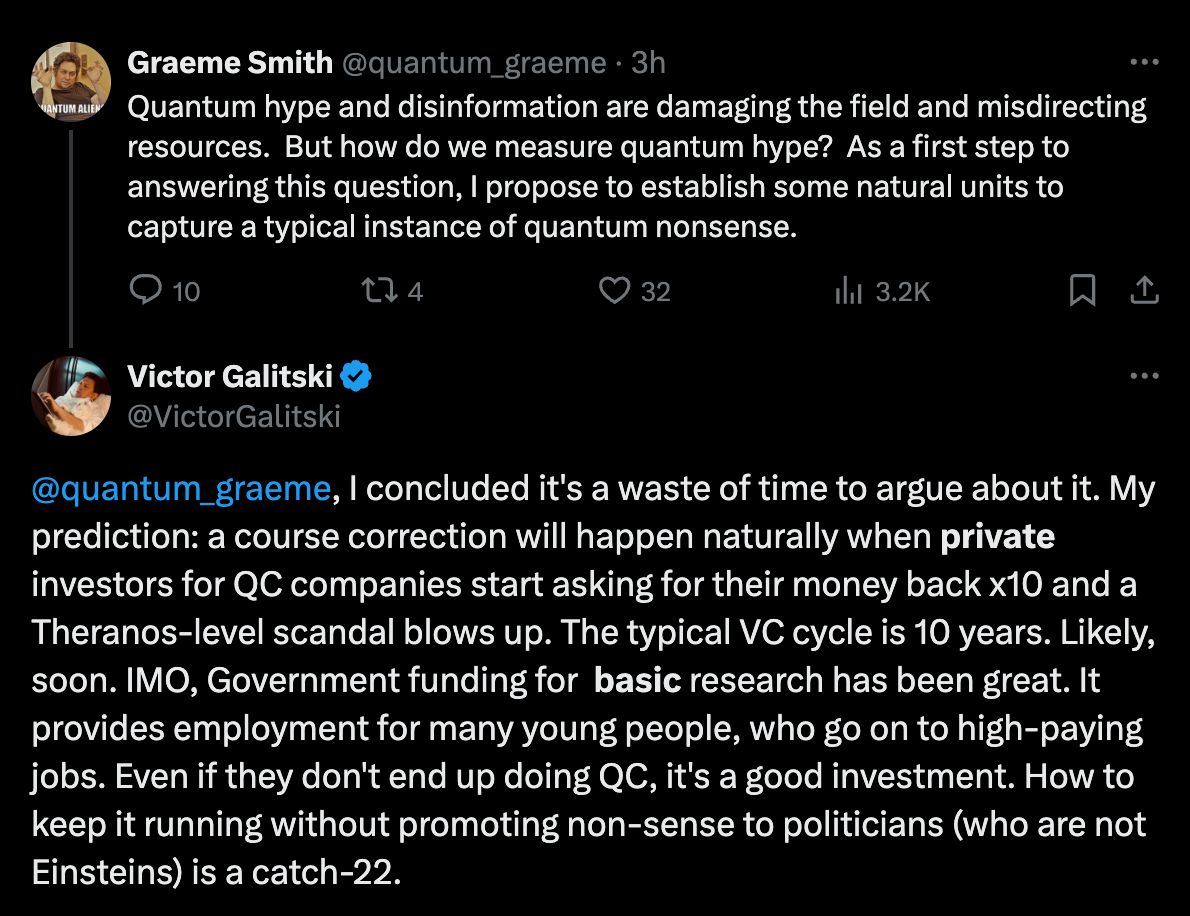 Graeme Smith @quantum_graeme · 3h
Quantum hype and disinformation are damaging the field and misdirecting
resources.  But how do we measure quantum hype?  As a first step to
answering this question, I propose to establish some natural units to
capture a typical instance of quantum nonsense.
10 4 32 3.2K
Victor Galitski
@VictorGalitski
@quantum_graeme, I concluded it's a waste of time to argue about it. My
prediction: a course correction will happen naturally when private
investors for QC companies start asking for their money back x10 and a
Theranos-level scandal blows up. The typical VC cycle is 10 years. Likely,
soon. IMO, Government funding for  basic research has been great. It
provides employment for many young people, who go on to high-paying
jobs. Even if they don't end up doing QC, it's a good investment. How to
keep it running without promoting non-sense to politicians (who are not
Einsteins) is a catch-22.